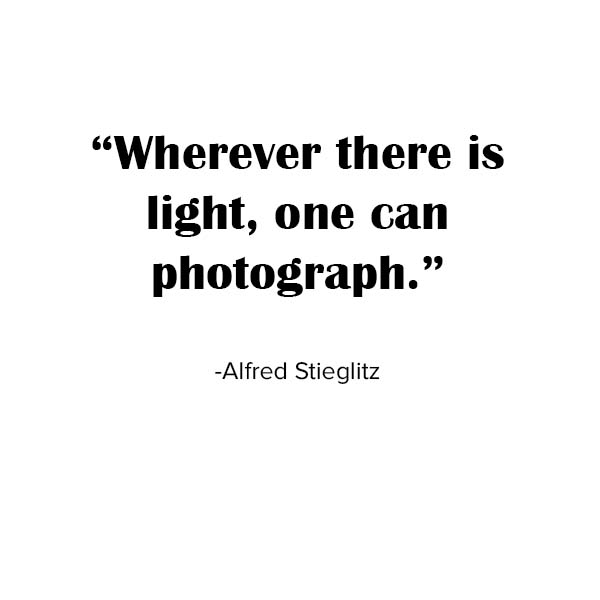 “Wherever there is
light, one can
photograph.”
-Alfred Stieglitz